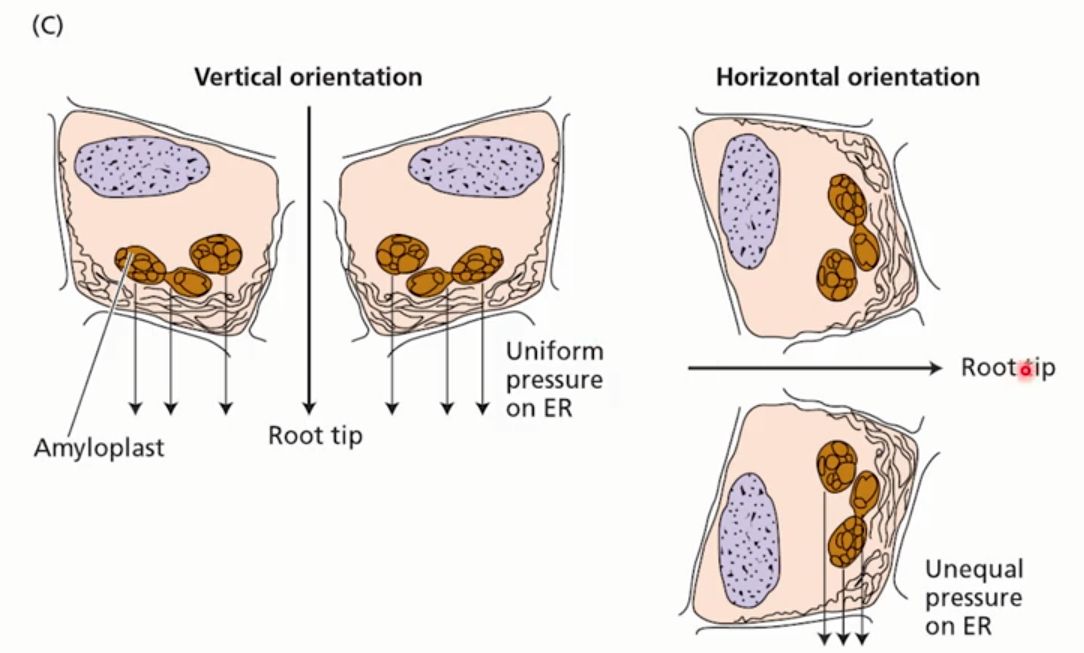 (C)
Vertical orientation
Horizontal orientation
Uniform
pressure
on ER
Root tip
Amyloplast
Root tip
Unequal
pressure
on ER